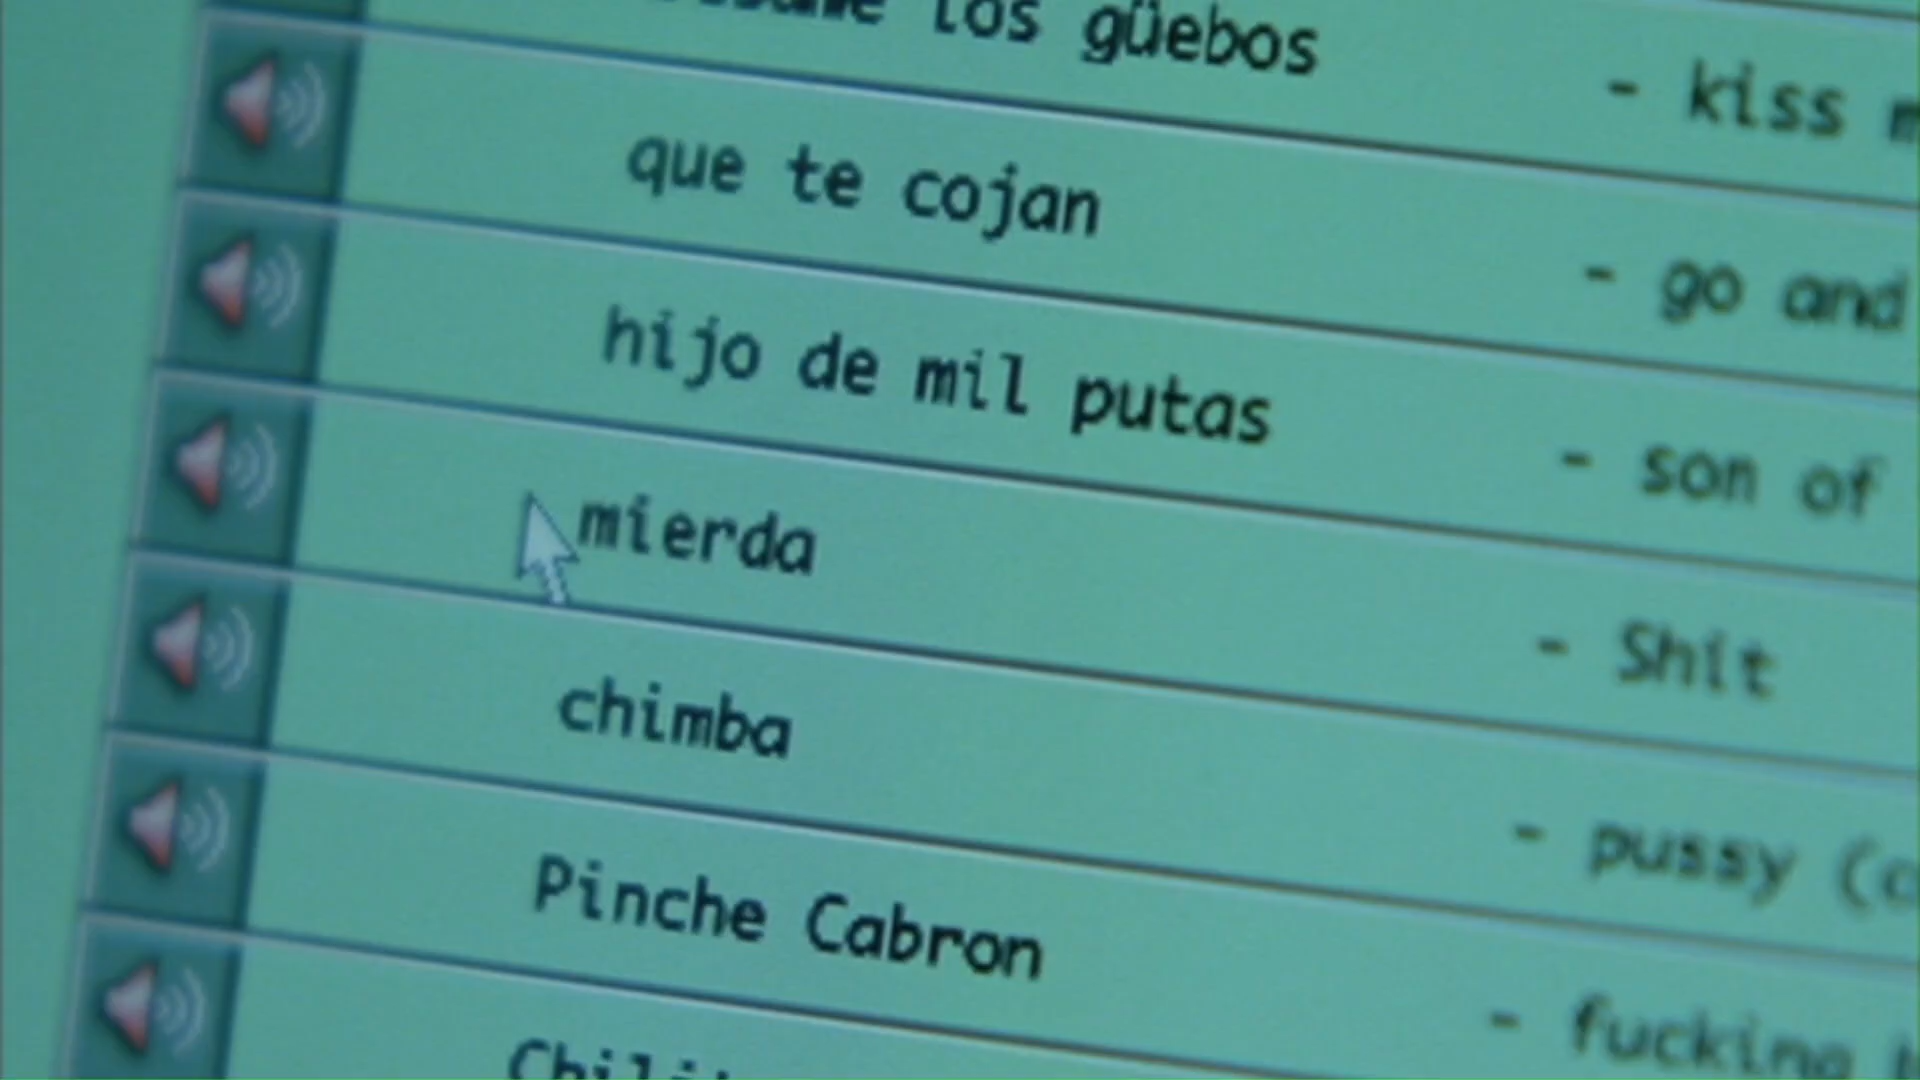 los güebos - kiss
que te cojan - go and
hijo de mil putas - son of
mierda - Shit
chimba - pussy
Pinche Cabron - fucking